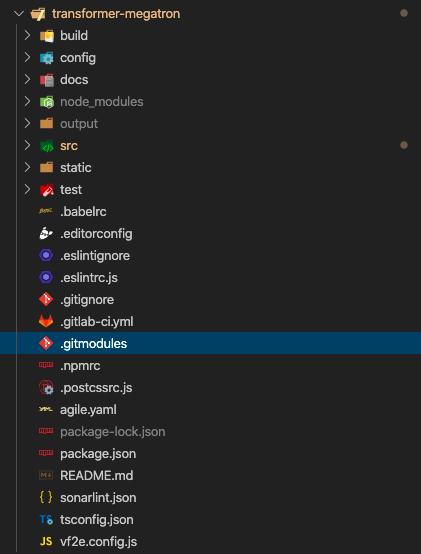 transformer-megatron
build
config
docs
node_modules
output
src
static
test
.babelrc
.editorconfig
.eslintignore
.eslintrc.js
.gitignore
.gitlab-ci.yml
.gitmodules
.npmrc
.postcssrc.js
agile.yaml
package-lock.json
package.json
README.md
sonarlint.json
tsconfig.json
JS vf2e.config.js